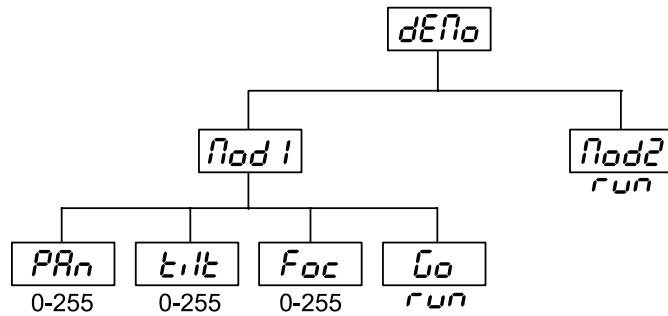 dEMo
Mod1 Mod2
run
PAn tilt Foc Go
0-255 0-255 0-255 run